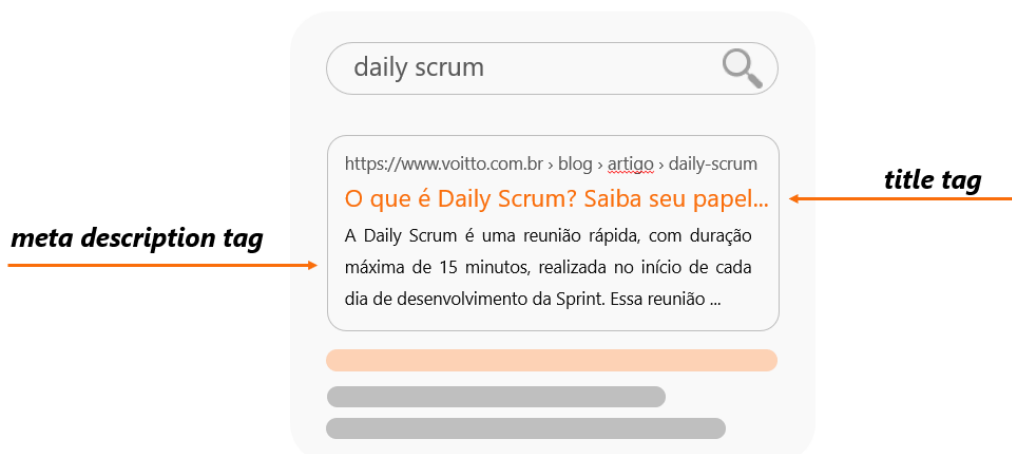 daily scrum
https://www.voitto.com.br › blog › artigo › daily-scrum
title tag
O que é Daily Scrum? Saiba seu papel...
meta description tag
A Daily Scrum é uma reunião rápida, com duração
máxima de 15 minutos, realizada no início de cada
dia de desenvolvimento da Sprint. Essa reunião ...